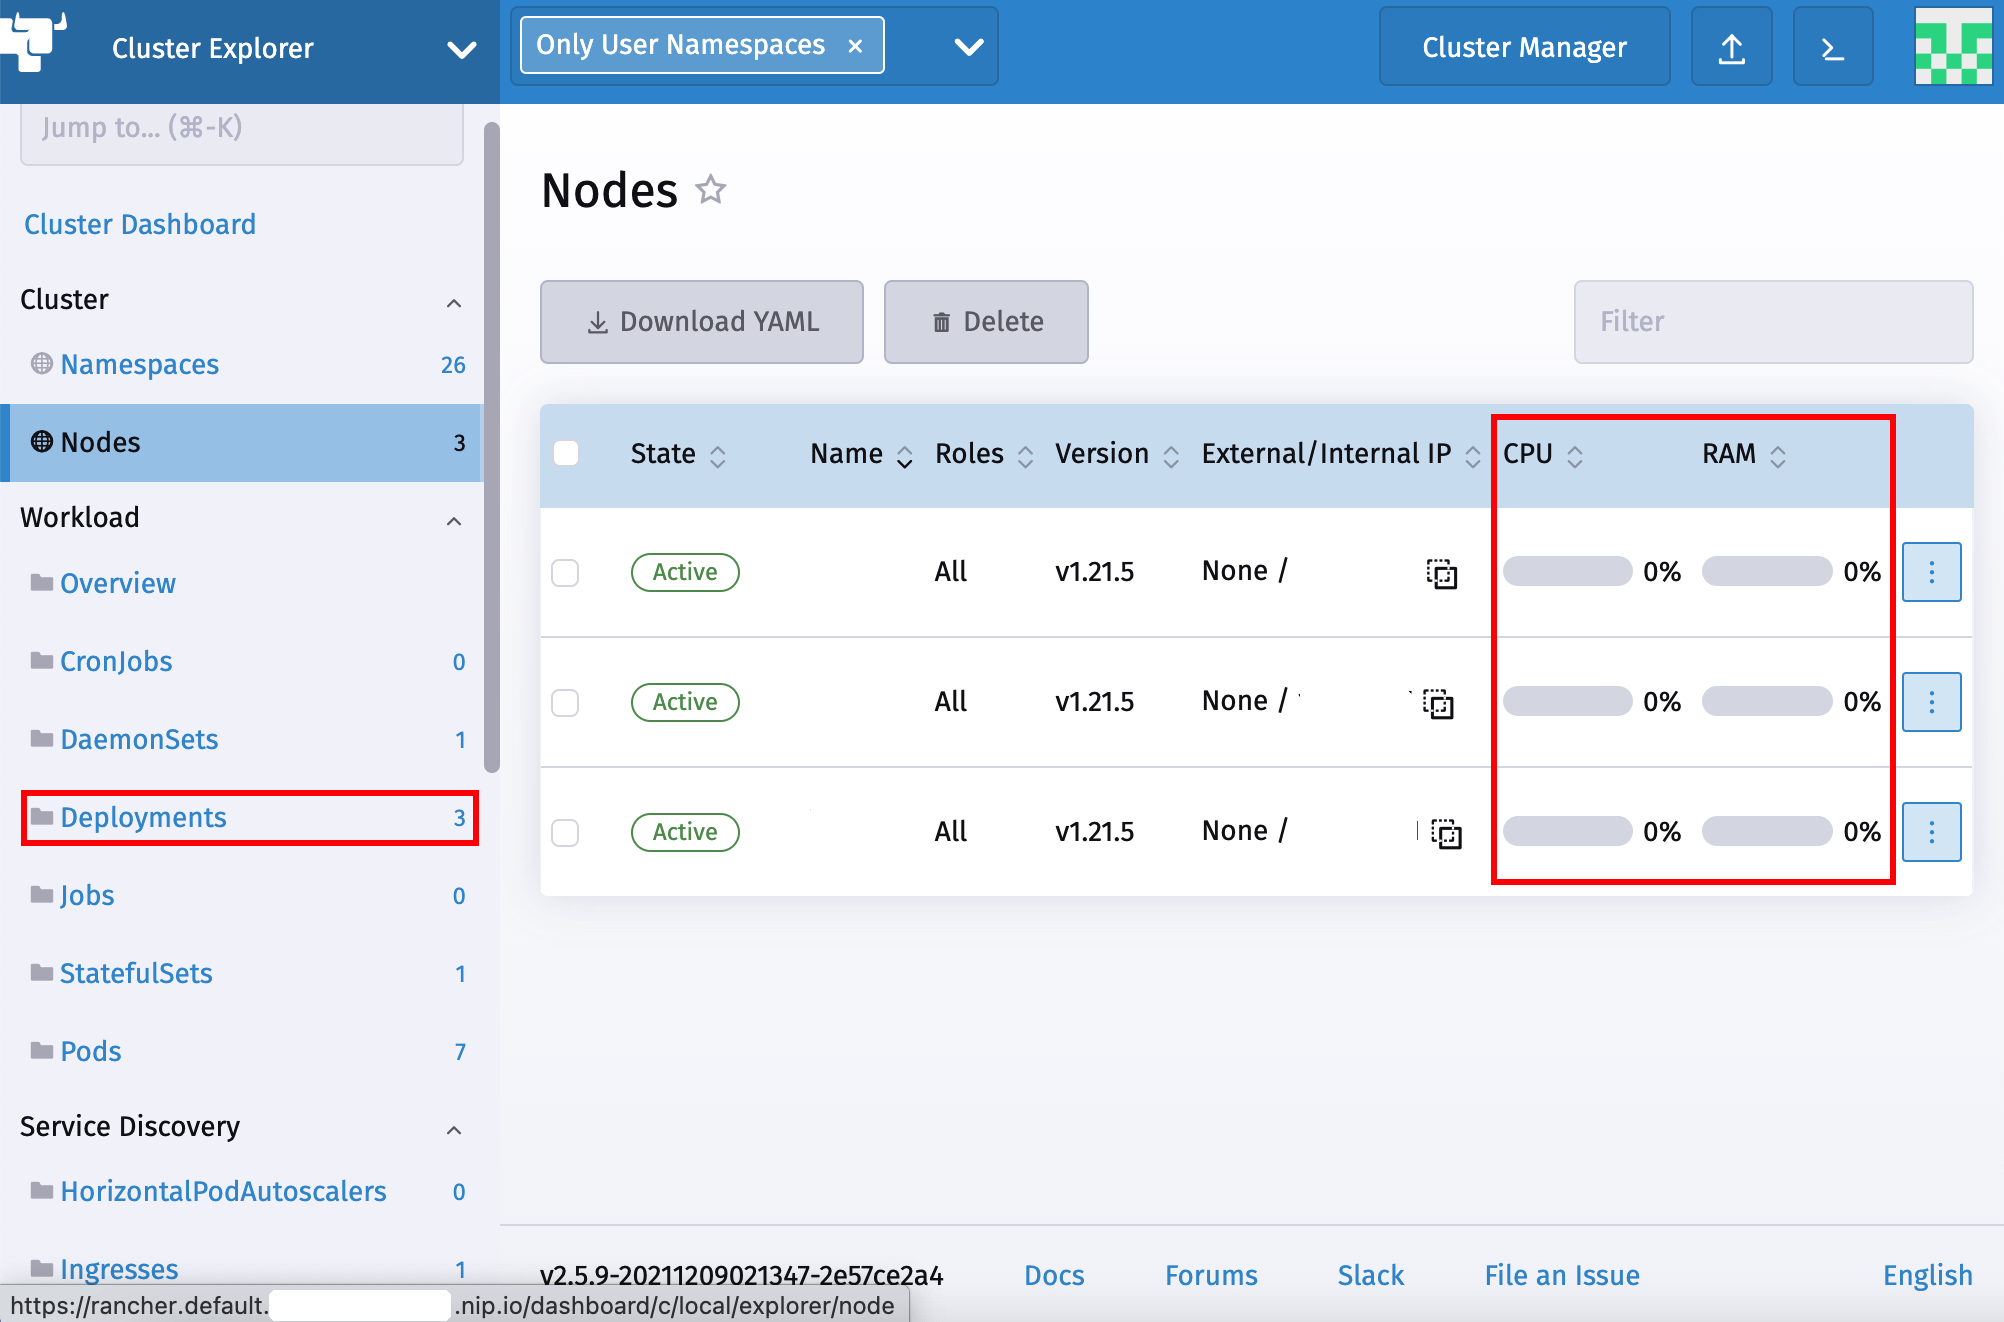 Cluster Explorer
Only User Namespaces ×
Cluster Manager
Jump to... (⌘-K)
Cluster Dashboard
Cluster
Namespaces 26
Nodes 3
Workload
Overview
CronJobs 0
DaemonSets 1
Deployments 3
Jobs 0
StatefulSets 1
Pods 7
Service Discovery
HorizontalPodAutoscalers 0
Ingresses 1
Nodes
Download YAML
Delete
Filter
State Name Roles Version External/Internal IP CPU RAM
Active All v1.21.5 None / 0% 0%
Active All v1.21.5 None / 0% 0%
Active All v1.21.5 None / 0% 0%
v2.5.9-20211209021347-2e57ce2a4 Docs Forums Slack File an Issue English
https://rancher.default. .nip.io/dashboard/c/local/explorer/node